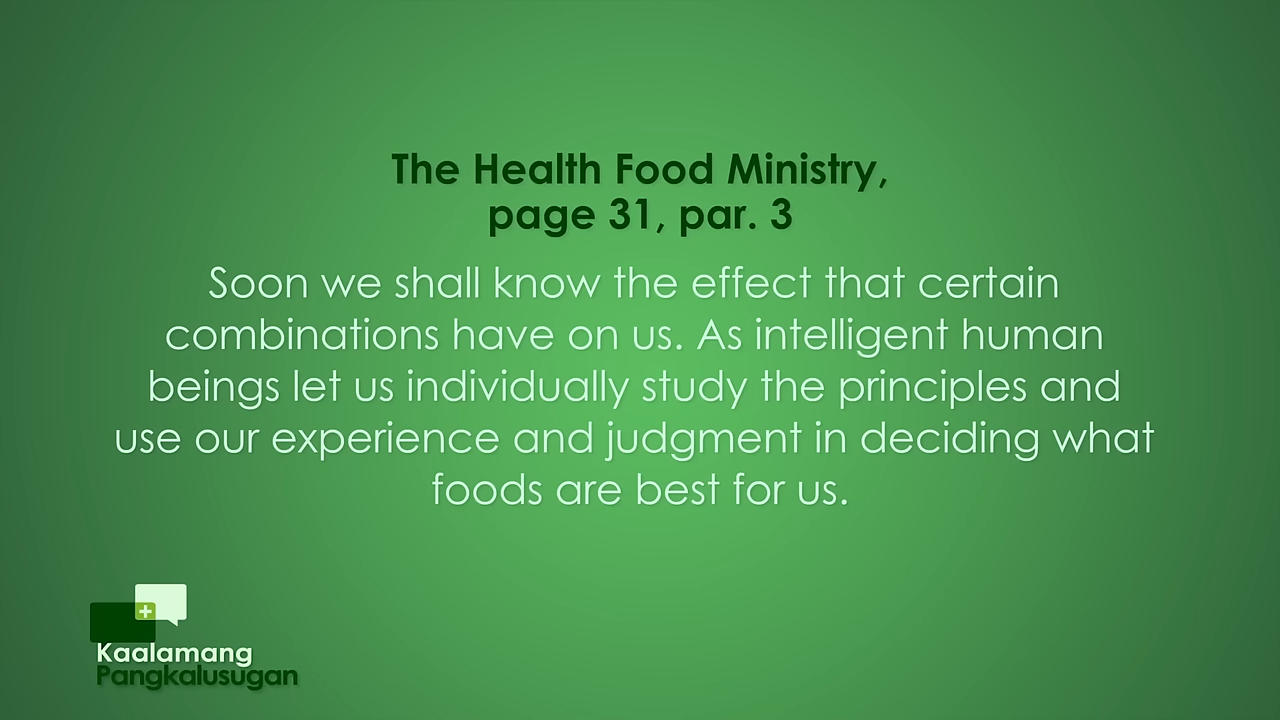 The Health Food Ministry,
page 31, par. 3
Soon we shall know the effect that certain
combinations have on us. As intelligent human
beings let us individually study the principles and
use our experience and judgment in deciding what
foods are best for us.
Kaalamang
Pangkalusugan